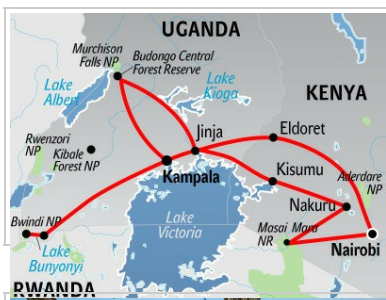 UGANDA
Murchison
Falls NP
Budongo Central
Forest Reserve
Lake
Albert
Lake
Kioga
KENYA
Jinja
Eldoret
Rwenzori
NP
Kibale
Forest NP
Kampala
Kisumu
Aderdare
NP
Nakuru
Bwindi NP
Lake
Victoria
Masai Mara
NR
Nairobi
Lake
Bunyonyi
RWANDA